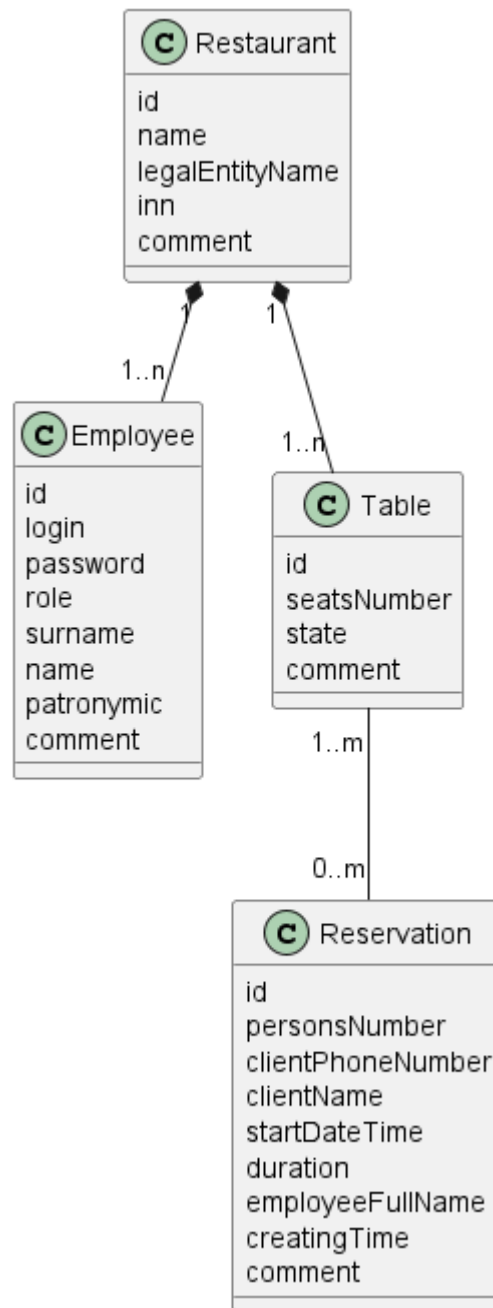 C Restaurant
id
name
legalEntityName
inn
comment
1
1
1..n
1..n
C Employee
id
login
password
role
surname
name
patronymic
comment
C Table
id
seatsNumber
state
comment
1..m
0..m
C Reservation
id
personsNumber
clientPhoneNumber
clientName
startDateTime
duration
employeeFullName
creatingTime
comment